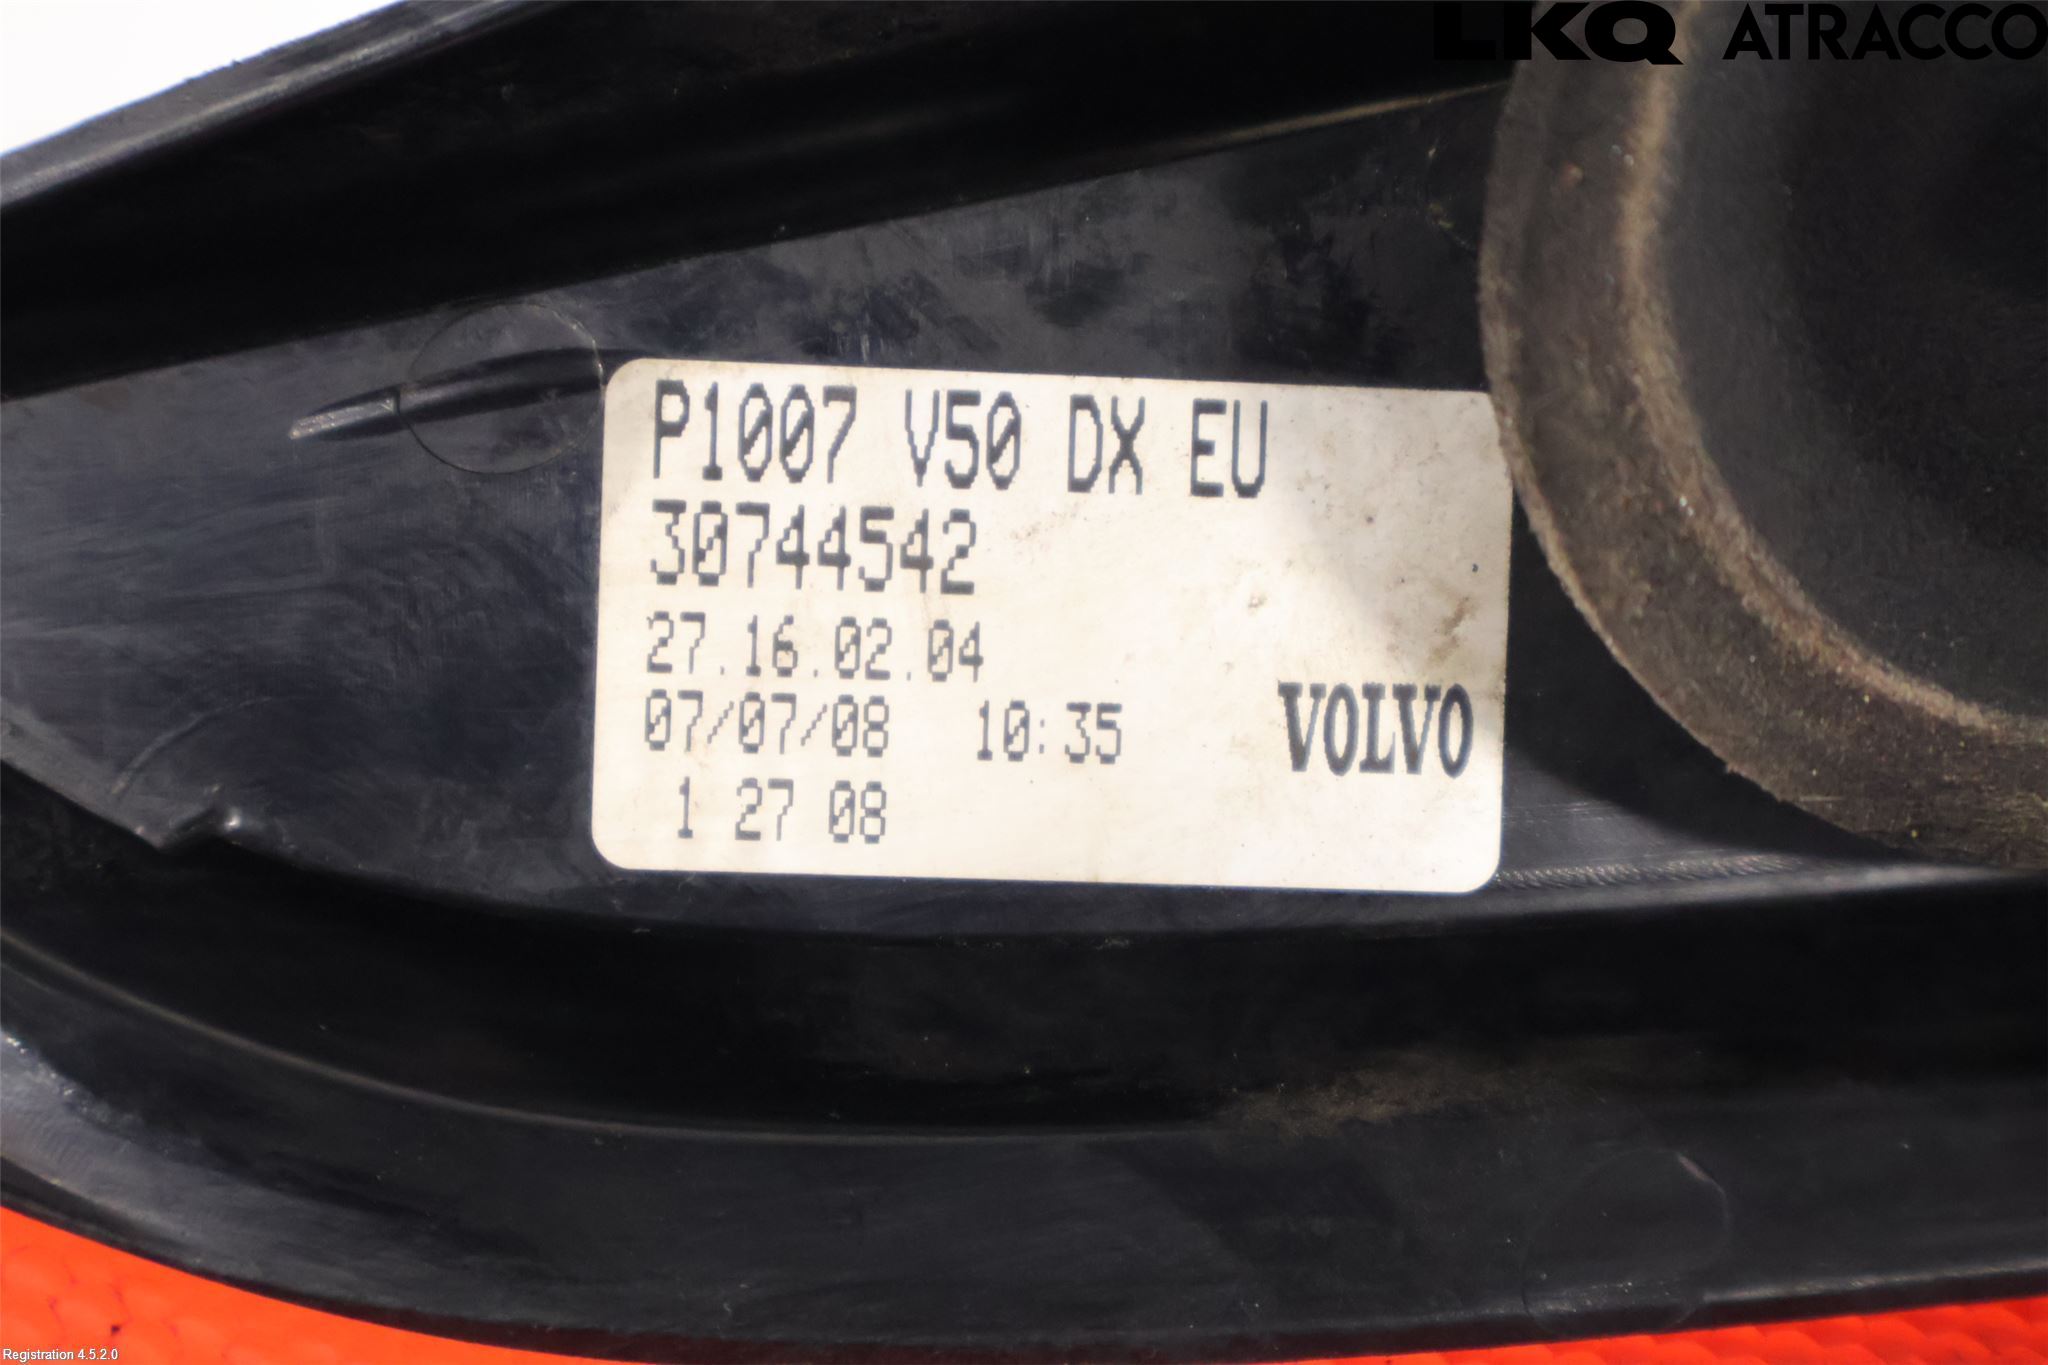 LKQ ATRACCO
P1007 V50 DX EU
30744542
27.16.02.04
07/07/08 10:35
VOLVO
1 27 08
Registration 4.5.2.0